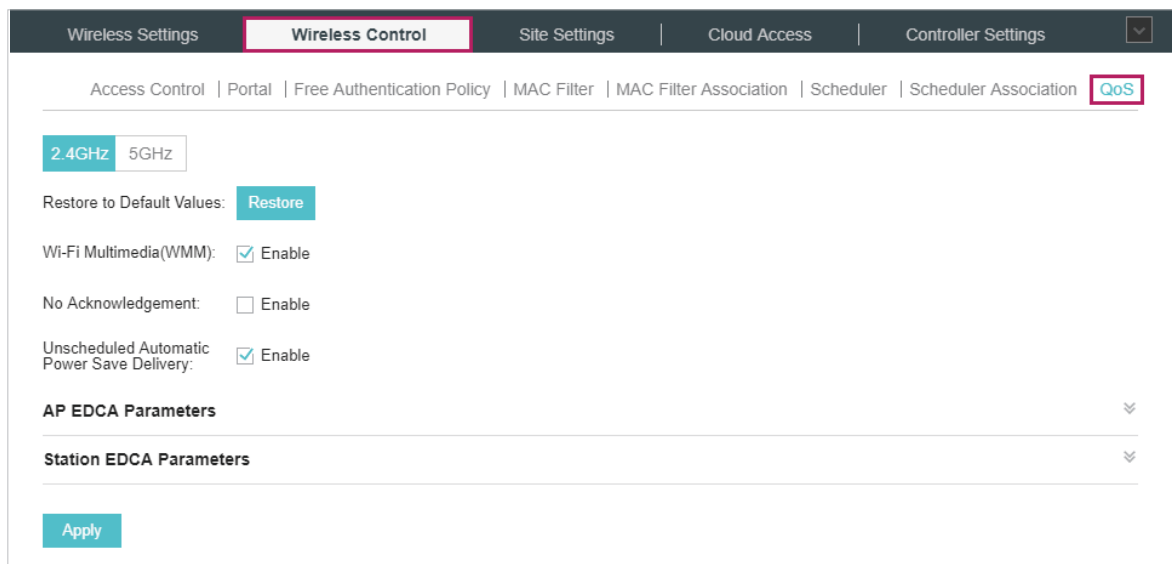 Wireless Settings Wireless Control Site Settings | Cloud Access | Controller Settings
Access Control | Portal | Free Authentication Policy | MAC Filter | MAC Filter Association | Scheduler | Scheduler Association QoS
2.4GHz 5GHz
Restore to Default Values: Restore
Wi-Fi Multimedia(WMM): Enable
No Acknowledgement: Enable
Unscheduled Automatic
Power Save Delivery: Enable
AP EDCA Parameters
Station EDCA Parameters
Apply